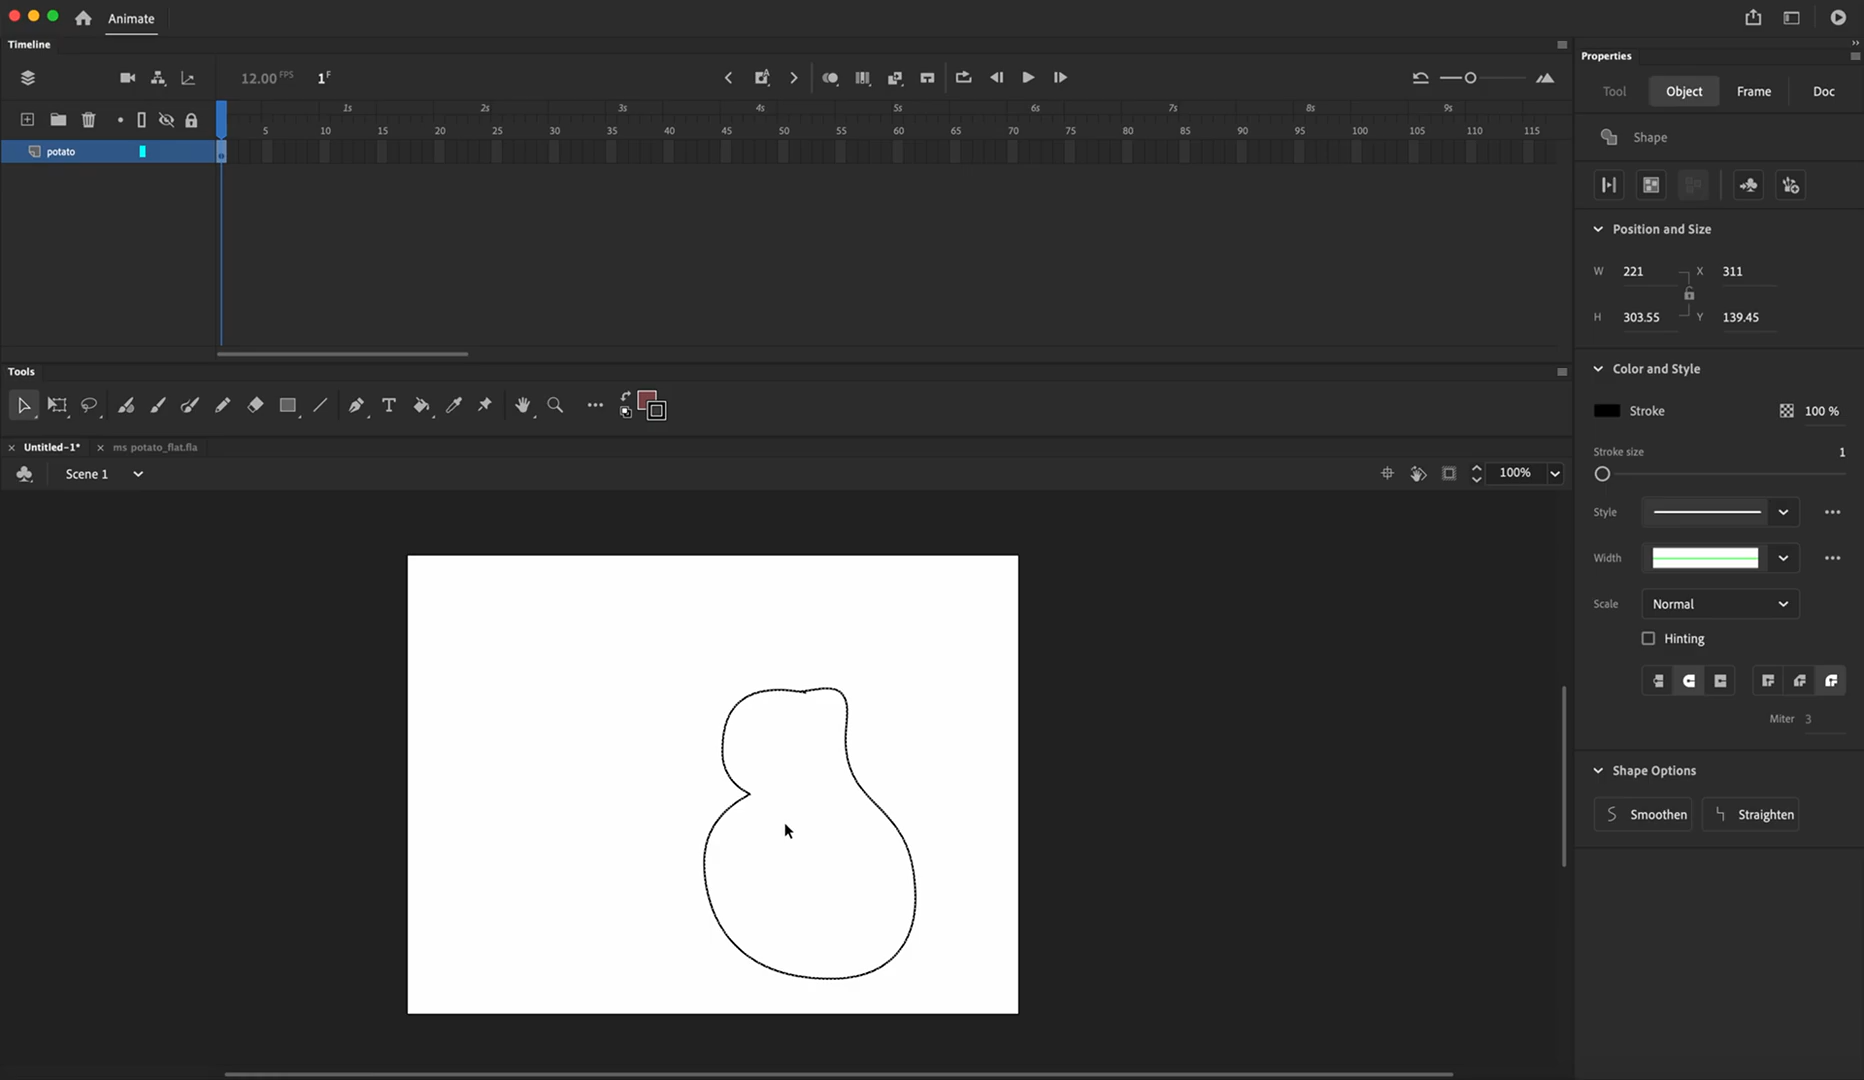 Animate
Timeline
12.00 FPS 1F
1s 2s 3s 4s 5s 6s 7s 8s 9s
5 10 15 20 25 30 35 40 45 50 55 60 65 70 75 80 85 90 95 100 105 110 115
potato
Tools
T
× Untitled-1* × ms potato_flat.fla
Scene 1
100%
Properties
Tool Object Frame Doc
Shape
Position and Size
W 221 X 311
H 303.55 Y 139.45
Color and Style
Stroke 100 %
Stroke size 1
Style
Width
Scale Normal
Hinting
Miter 3
Shape Options
Smoothen Straighten